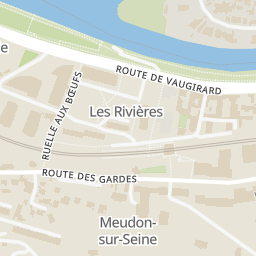 e
ROUTE DE VAUGIRARD
RUELLE AUX BŒUFS
Les Rivières
ROUTE DES GARDES
Meudon-
sur-Seine